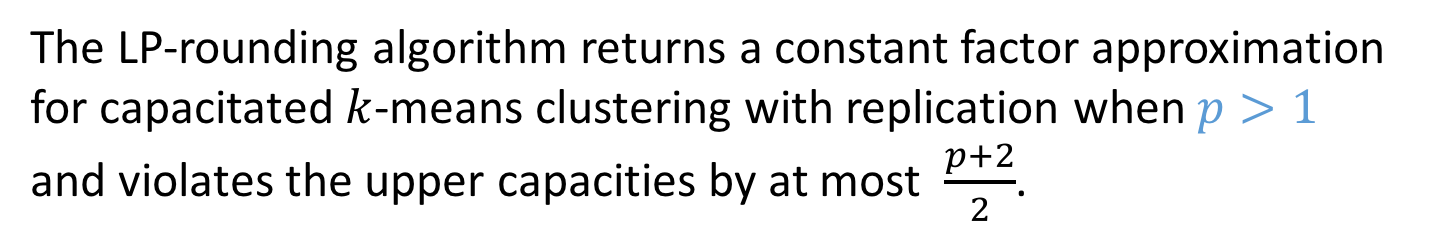 The LP-rounding algorithm returns a constant factor approximation
for capacitated k-means clustering with replication when p > 1
and violates the upper capacities by at most \frac{p+2}{2}.